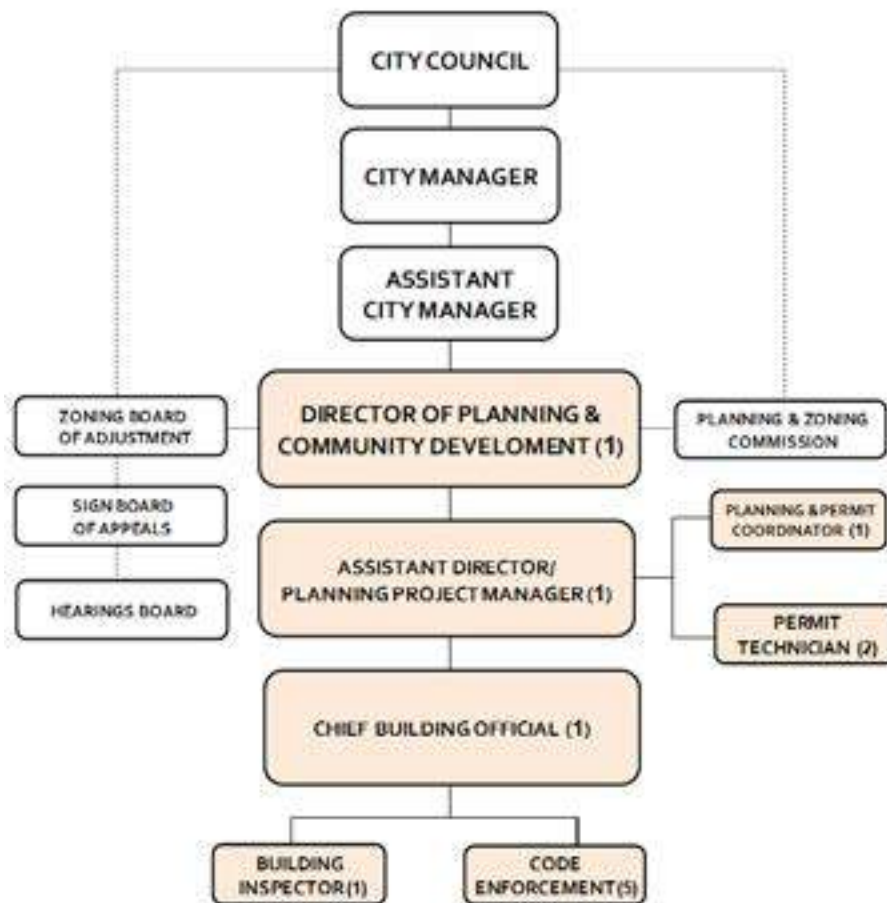 CITY COUNCIL
CITY MANAGER
ASSISTANT
CITY MANAGER
DIRECTOR OF PLANNING &
COMMUNITY DEVELOMENT (1)
ZONING BOARD
OF ADJUSTMENT
PLANNING & ZONING
COMMISSION
SIGN BOARD
OF APPEALS
PLANNING & PERMIT
COORDINATOR (1)
ASSISTANT DIRECTOR/
PLANNING PROJECT MANAGER (1)
HEARINGS BOARD
PERMIT
TECHNICIAN (2)
CHIEF BUILDING OFFICIAL (1)
BUILDING
INSPECTOR (1)
CODE
ENFORCEMENT (5)